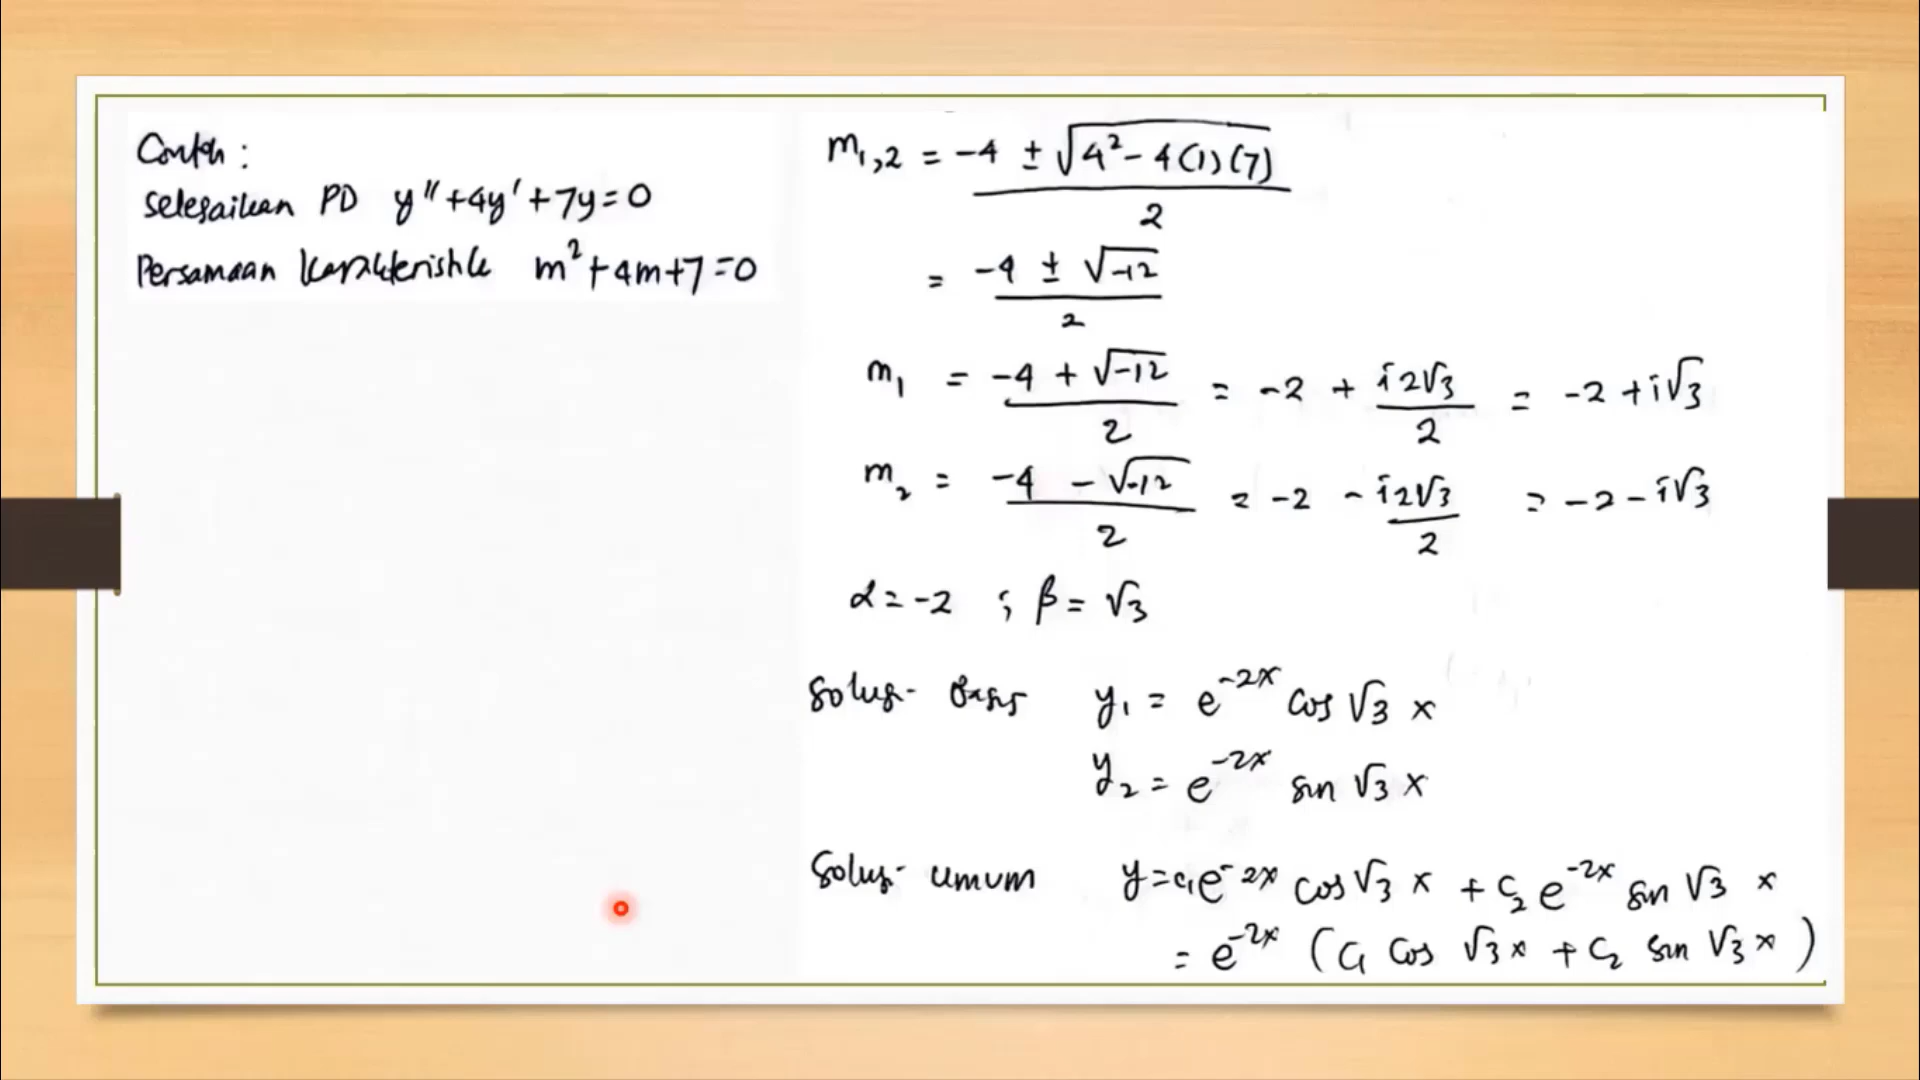 Contoh :
Selesaikan PD y" + 4y' + 7y = 0
Persamaan Karakteristik m² + 4m + 7 = 0
m₁,₂ = (-4 ± √(4² - 4(1)(7))) / 2
= (-4 ± √-12) / 2
m₁ = (-4 + √-12) / 2 = -2 + i2√3 / 2 = -2 + i√3
m₂ = (-4 - √-12) / 2 = -2 - i2√3 / 2 = -2 - i√3
α = -2 ; β = √3
Solusi basis y₁ = e⁻²ˣ cos √3 x
y₂ = e⁻²ˣ sin √3 x
Solusi umum y = c₁e⁻²ˣ cos √3 x + c₂ e⁻²ˣ sin √3 x
= e⁻²ˣ (c₁ cos √3 x + c₂ sin √3 x)